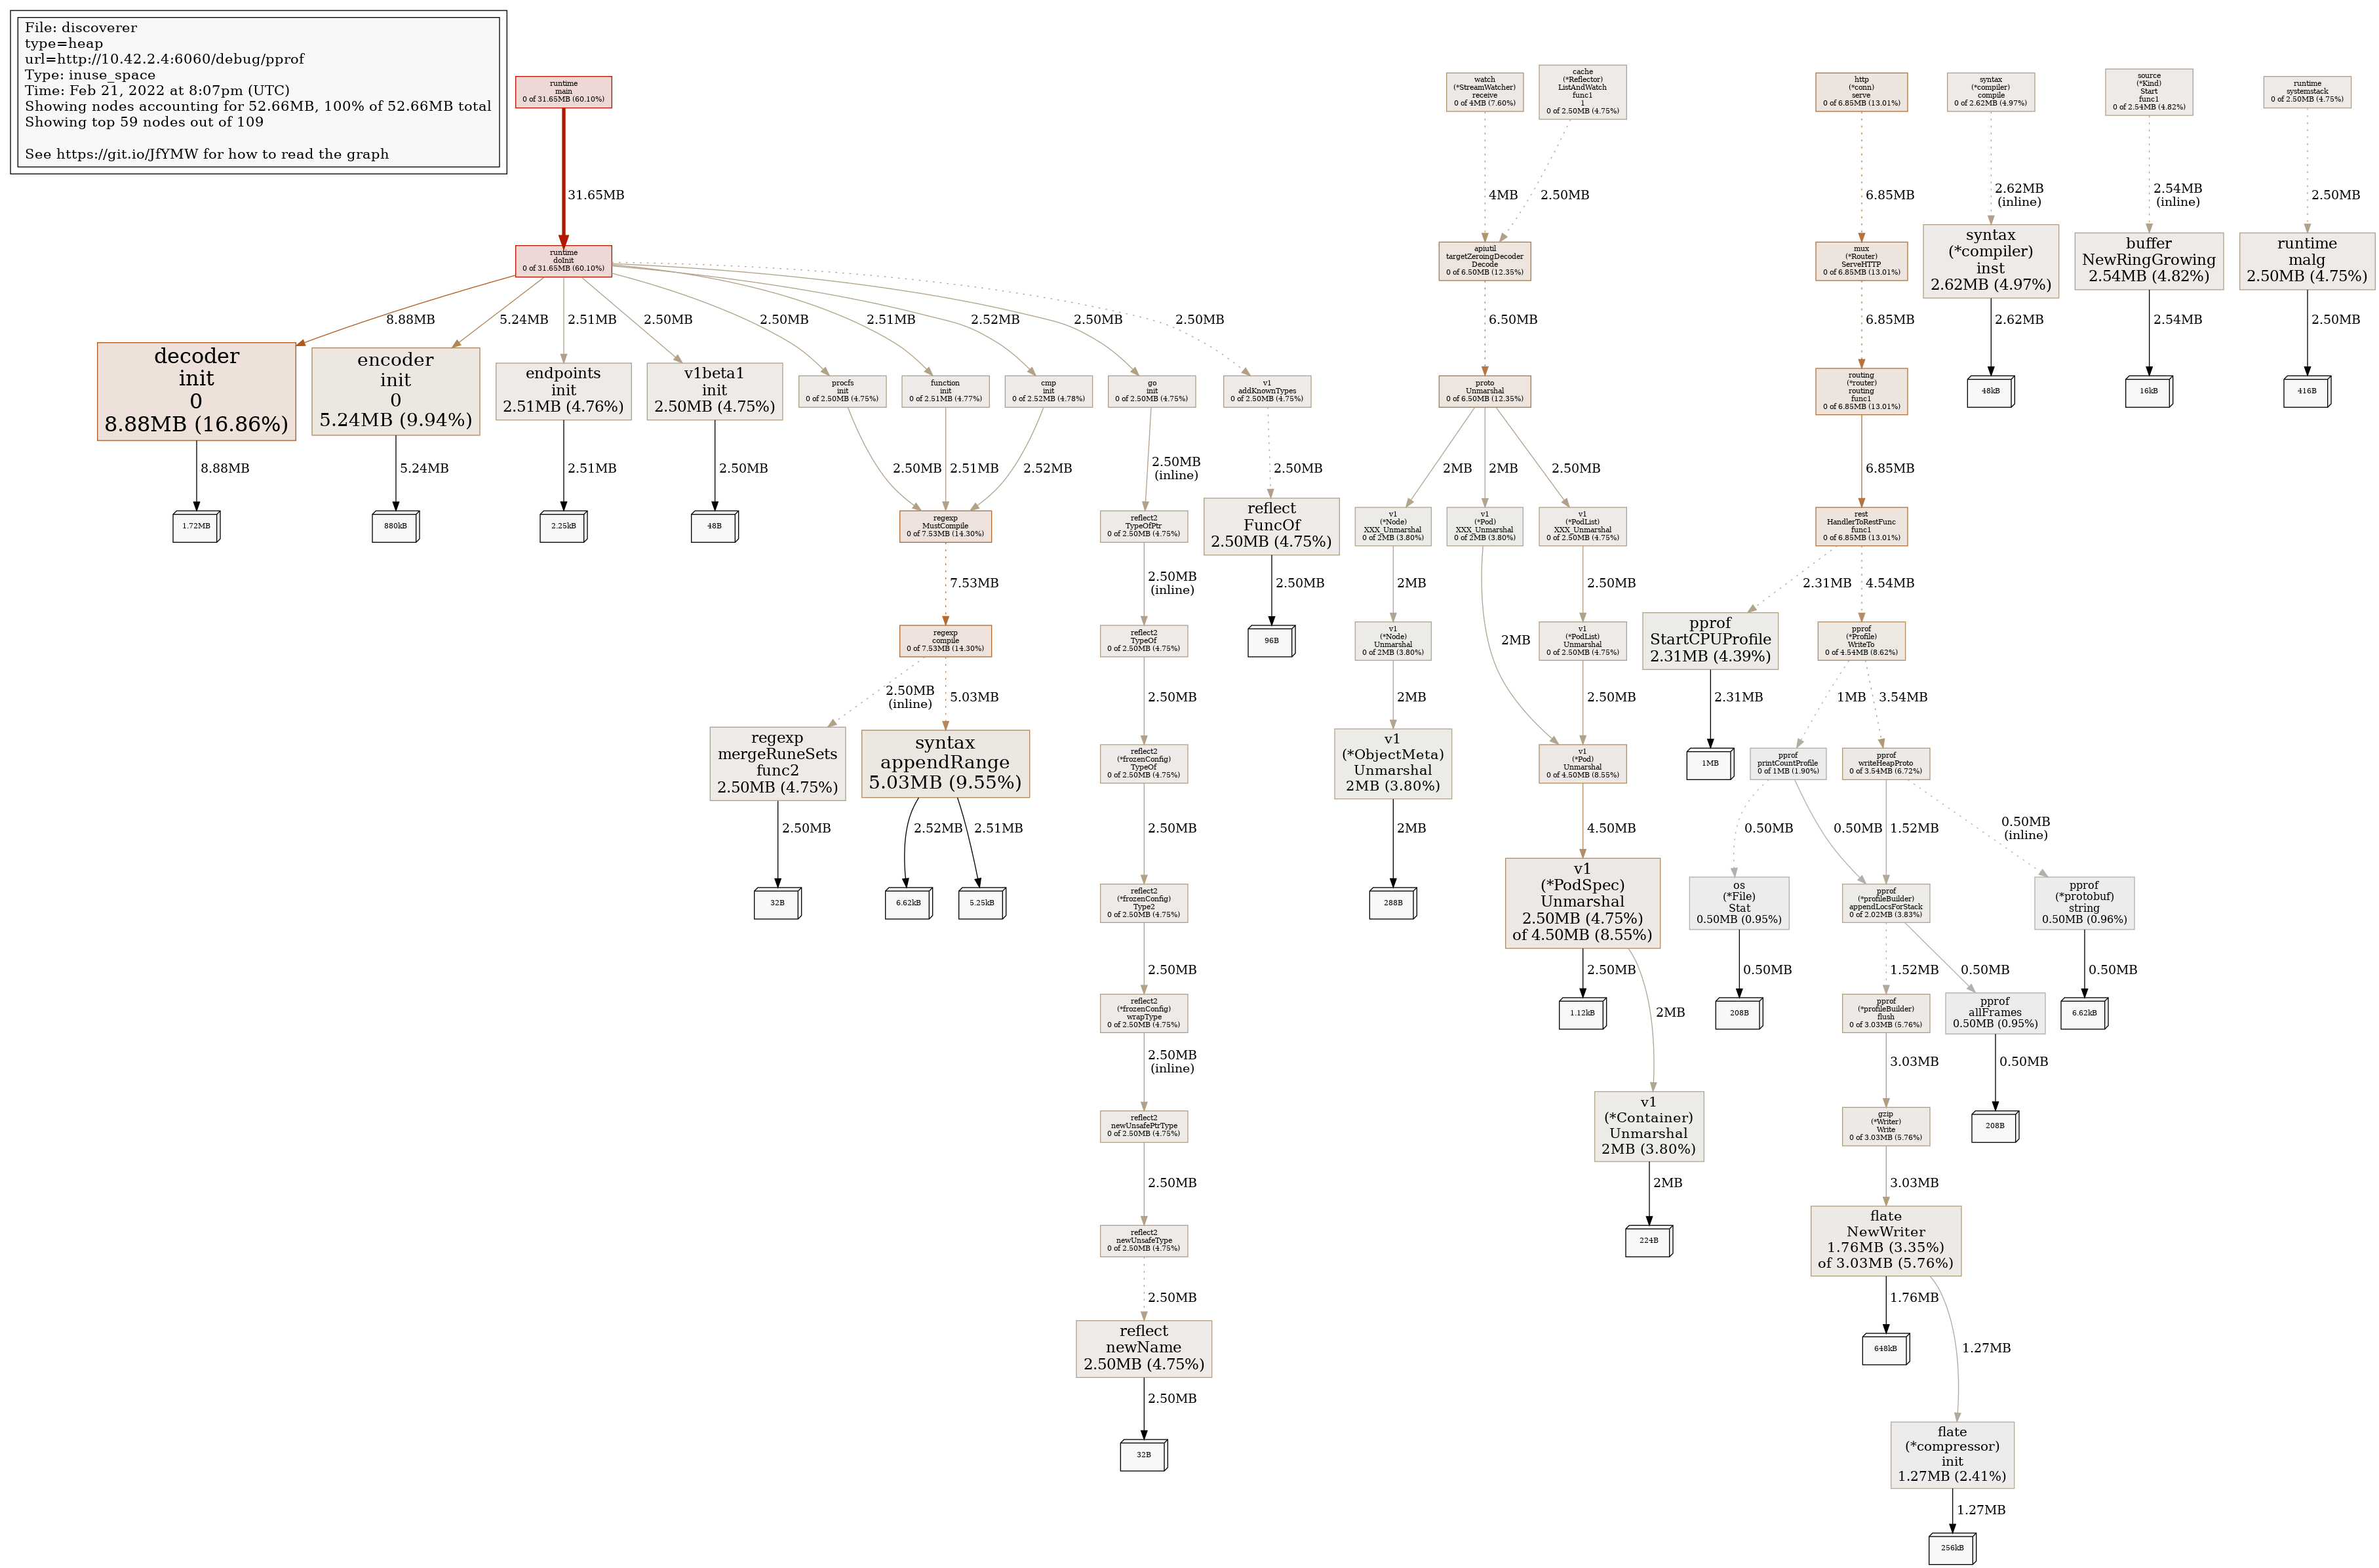 File: discoverer
type=heap
url=http://10.42.2.4:6060/debug/pprof
Type: inuse_space
Time: Feb 21, 2022 at 8:07pm (UTC)
Showing nodes accounting for 52.66MB, 100% of 52.66MB total
Showing top 59 nodes out of 109
See https://git.io/JfYMW for how to read the graph
runtime
main
0 of 31.65MB (60.10%)
31.65MB
runtime
doInit
0 of 31.65MB (60.10%)
8.88MB
5.24MB
2.51MB
2.50MB
2.50MB
2.51MB
2.52MB
2.50MB
2.50MB
decoder
init
0
8.88MB (16.86%)
8.88MB
1.72MB
encoder
init
0
5.24MB (9.94%)
5.24MB
880kB
endpoints
init
2.51MB (4.76%)
2.51MB
2.25kB
v1beta1
init
2.50MB (4.75%)
2.50MB
48B
procfs
init
0 of 2.50MB (4.75%)
2.50MB
function
init
0 of 2.51MB (4.77%)
2.51MB
cmp
init
0 of 2.52MB (4.78%)
2.52MB
regexp
MustCompile
0 of 7.53MB (14.30%)
7.53MB
regexp
compile
0 of 7.53MB (14.30%)
2.50MB
(inline)
5.03MB
regexp
mergeRuneSets
func2
2.50MB (4.75%)
2.50MB
32B
syntax
appendRange
5.03MB (9.55%)
2.52MB
2.51MB
6.62kB
5.25kB
go
init
0 of 2.50MB (4.75%)
2.50MB
(inline)
reflect2
TypeOfPtr
0 of 2.50MB (4.75%)
2.50MB
(inline)
reflect2
TypeOf
0 of 2.50MB (4.75%)
2.50MB
reflect2
(*frozenConfig)
TypeOf
0 of 2.50MB (4.75%)
2.50MB
reflect2
(*frozenConfig)
Type2
0 of 2.50MB (4.75%)
2.50MB
reflect2
(*frozenConfig)
wrapType
0 of 2.50MB (4.75%)
2.50MB
(inline)
reflect2
newUnsafePtrType
0 of 2.50MB (4.75%)
2.50MB
reflect2
newUnsafeType
0 of 2.50MB (4.75%)
2.50MB
reflect
newName
2.50MB (4.75%)
2.50MB
32B
v1
addKnownTypes
0 of 2.50MB (4.75%)
2.50MB
reflect
FuncOf
2.50MB (4.75%)
2.50MB
96B
watch
(*StreamWatcher)
receive
0 of 4MB (7.60%)
4MB
cache
(*Reflector)
ListAndWatch
func1
1
0 of 2.50MB (4.75%)
2.50MB
apiutil
targetZeroingDecoder
Decode
0 of 6.50MB (12.35%)
6.50MB
proto
Unmarshal
0 of 6.50MB (12.35%)
2MB
2MB
2.50MB
v1
(*Node)
XXX_Unmarshal
0 of 2MB (3.80%)
2MB
v1
(*Node)
Unmarshal
0 of 2MB (3.80%)
2MB
v1
(*ObjectMeta)
Unmarshal
2MB (3.80%)
2MB
288B
v1
(*Pod)
XXX_Unmarshal
0 of 2MB (3.80%)
2MB
v1
(*PodList)
XXX_Unmarshal
0 of 2.50MB (4.75%)
2.50MB
v1
(*PodList)
Unmarshal
0 of 2.50MB (4.75%)
2.50MB
v1
(*Pod)
Unmarshal
0 of 4.50MB (8.55%)
4.50MB
v1
(*PodSpec)
Unmarshal
2.50MB (4.75%)
of 4.50MB (8.55%)
2.50MB
1.12kB
2MB
v1
(*Container)
Unmarshal
2MB (3.80%)
2MB
224B
http
(*conn)
serve
0 of 6.85MB (13.01%)
6.85MB
mux
(*Router)
ServeHTTP
0 of 6.85MB (13.01%)
6.85MB
routing
(*router)
routing
func1
0 of 6.85MB (13.01%)
6.85MB
rest
HandlerToRestFunc
func1
0 of 6.85MB (13.01%)
2.31MB
4.54MB
pprof
StartCPUProfile
2.31MB (4.39%)
2.31MB
1MB
pprof
(*Profile)
WriteTo
0 of 4.54MB (8.62%)
1MB
3.54MB
pprof
printCountProfile
0 of 1MB (1.90%)
0.50MB
0.50MB
pprof
writeHeapProto
0 of 3.54MB (6.72%)
1.52MB
0.50MB
(inline)
os
(*File)
Stat
0.50MB (0.95%)
0.50MB
208B
pprof
(*profileBuilder)
appendLocsForStack
0 of 2.02MB (3.83%)
1.52MB
0.50MB
pprof
(*protobuf)
string
0.50MB (0.96%)
0.50MB
6.62kB
pprof
(*profileBuilder)
flush
0 of 3.03MB (5.76%)
3.03MB
pprof
allFrames
0.50MB (0.95%)
0.50MB
208B
gzip
(*Writer)
Write
0 of 3.03MB (5.76%)
3.03MB
flate
NewWriter
1.76MB (3.35%)
of 3.03MB (5.76%)
1.76MB
648kB
1.27MB
flate
(*compressor)
init
1.27MB (2.41%)
1.27MB
256kB
syntax
(*compiler)
compile
0 of 2.62MB (4.97%)
2.62MB
(inline)
syntax
(*compiler)
inst
2.62MB (4.97%)
2.62MB
48kB
source
(*Kind)
Start
func1
0 of 2.54MB (4.82%)
2.54MB
(inline)
buffer
NewRingGrowing
2.54MB (4.82%)
2.54MB
16kB
runtime
systemstack
0 of 2.50MB (4.75%)
2.50MB
runtime
malg
2.50MB (4.75%)
2.50MB
416B